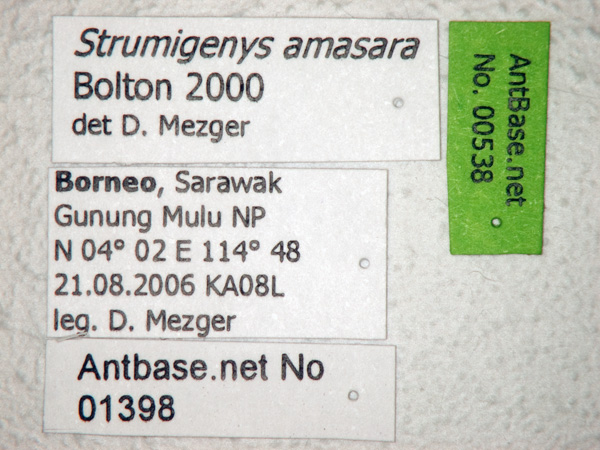 Strumigenys amasara
Bolton 2000
det D. Mezger
AntBase.net
No. 00538
Borneo, Sarawak
Gunung Mulu NP
N 04° 02 E 114° 48
21.08.2006 KA08L
leg. D. Mezger
Antbase.net No
01398